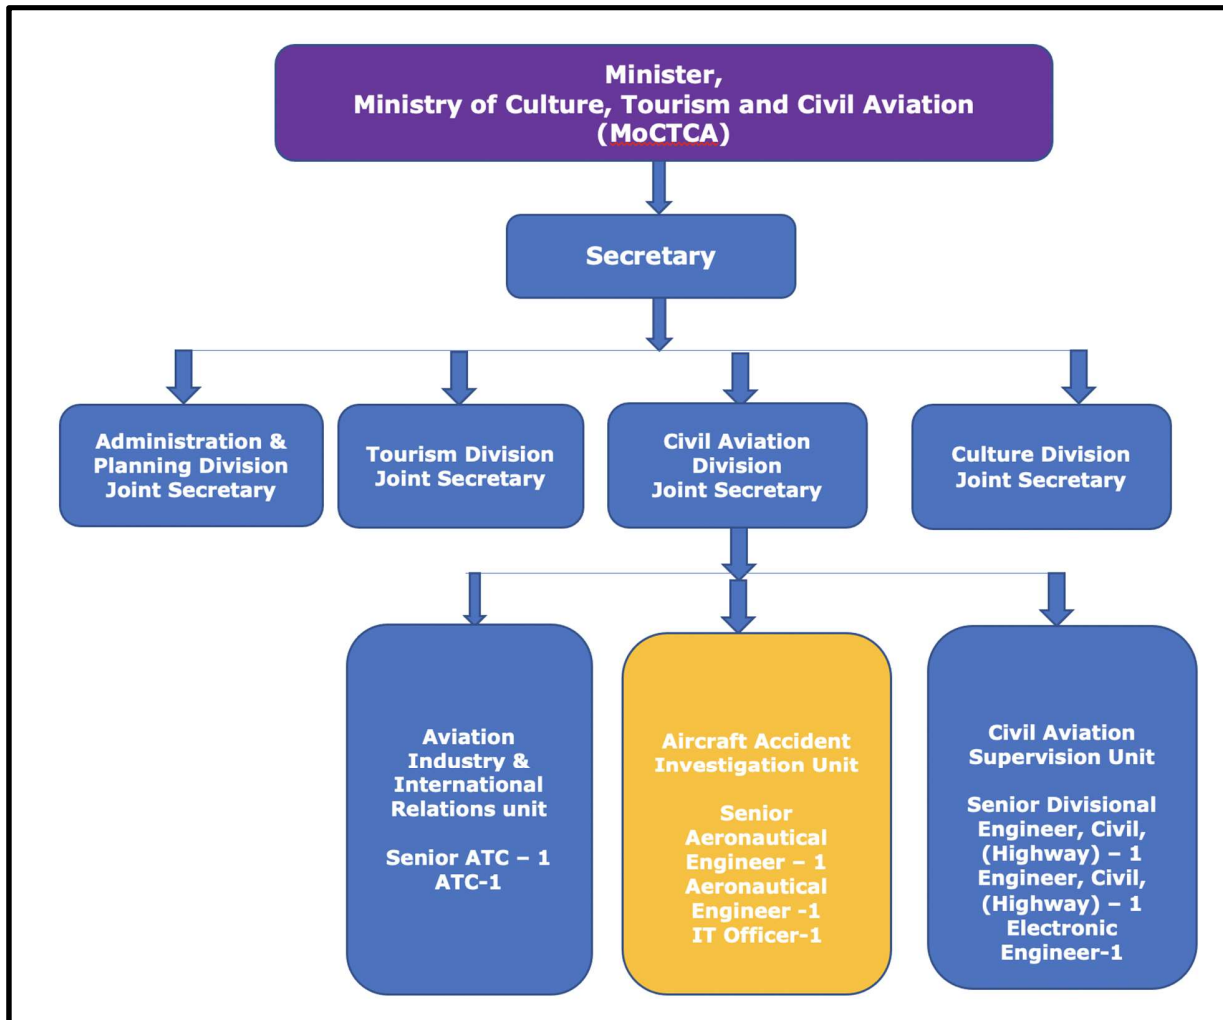 Minister,
Ministry of Culture, Tourism and Civil Aviation
(MoCTCA)
Secretary
Administration &
Planning Division
Joint Secretary
Tourism Division
Joint Secretary
Civil Aviation
Division
Joint Secretary
Culture Division
Joint Secretary
Aviation
Industry &
International
Relations unit
Senior ATC – 1
ATC-1
Aircraft Accident
Investigation Unit
Senior
Aeronautical
Engineer – 1
Aeronautical
Engineer -1
IT Officer-1
Civil Aviation
Supervision Unit
Senior Divisional
Engineer, Civil,
(Highway) – 1
Engineer, Civil,
(Highway) – 1
Electronic
Engineer-1